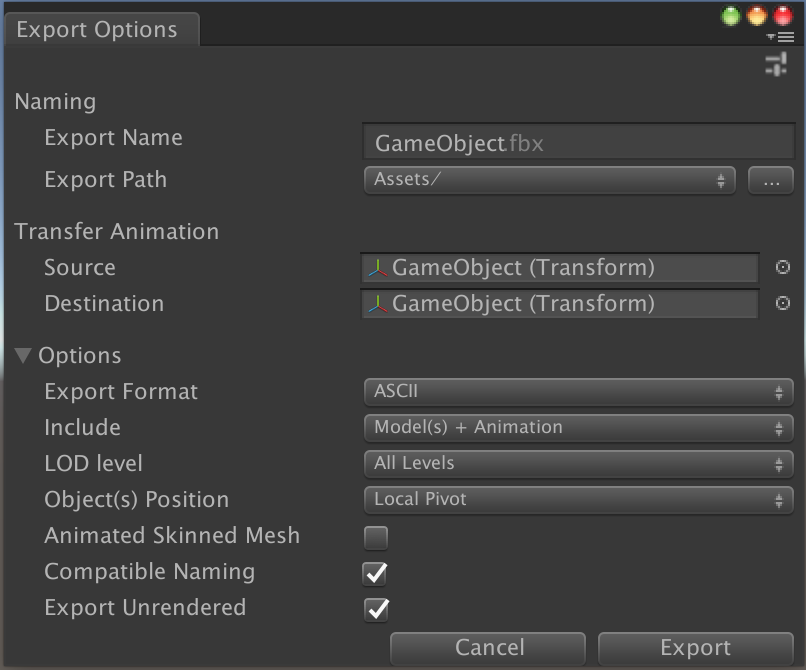 Export Options
Naming
Export Name GameObject.fbx
Export Path Assets/ ...
Transfer Animation
Source GameObject (Transform)
Destination GameObject (Transform)
Options
Export Format ASCII
Include Model(s) + Animation
LOD level All Levels
Object(s) Position Local Pivot
Animated Skinned Mesh
Compatible Naming
Export Unrendered
Cancel Export